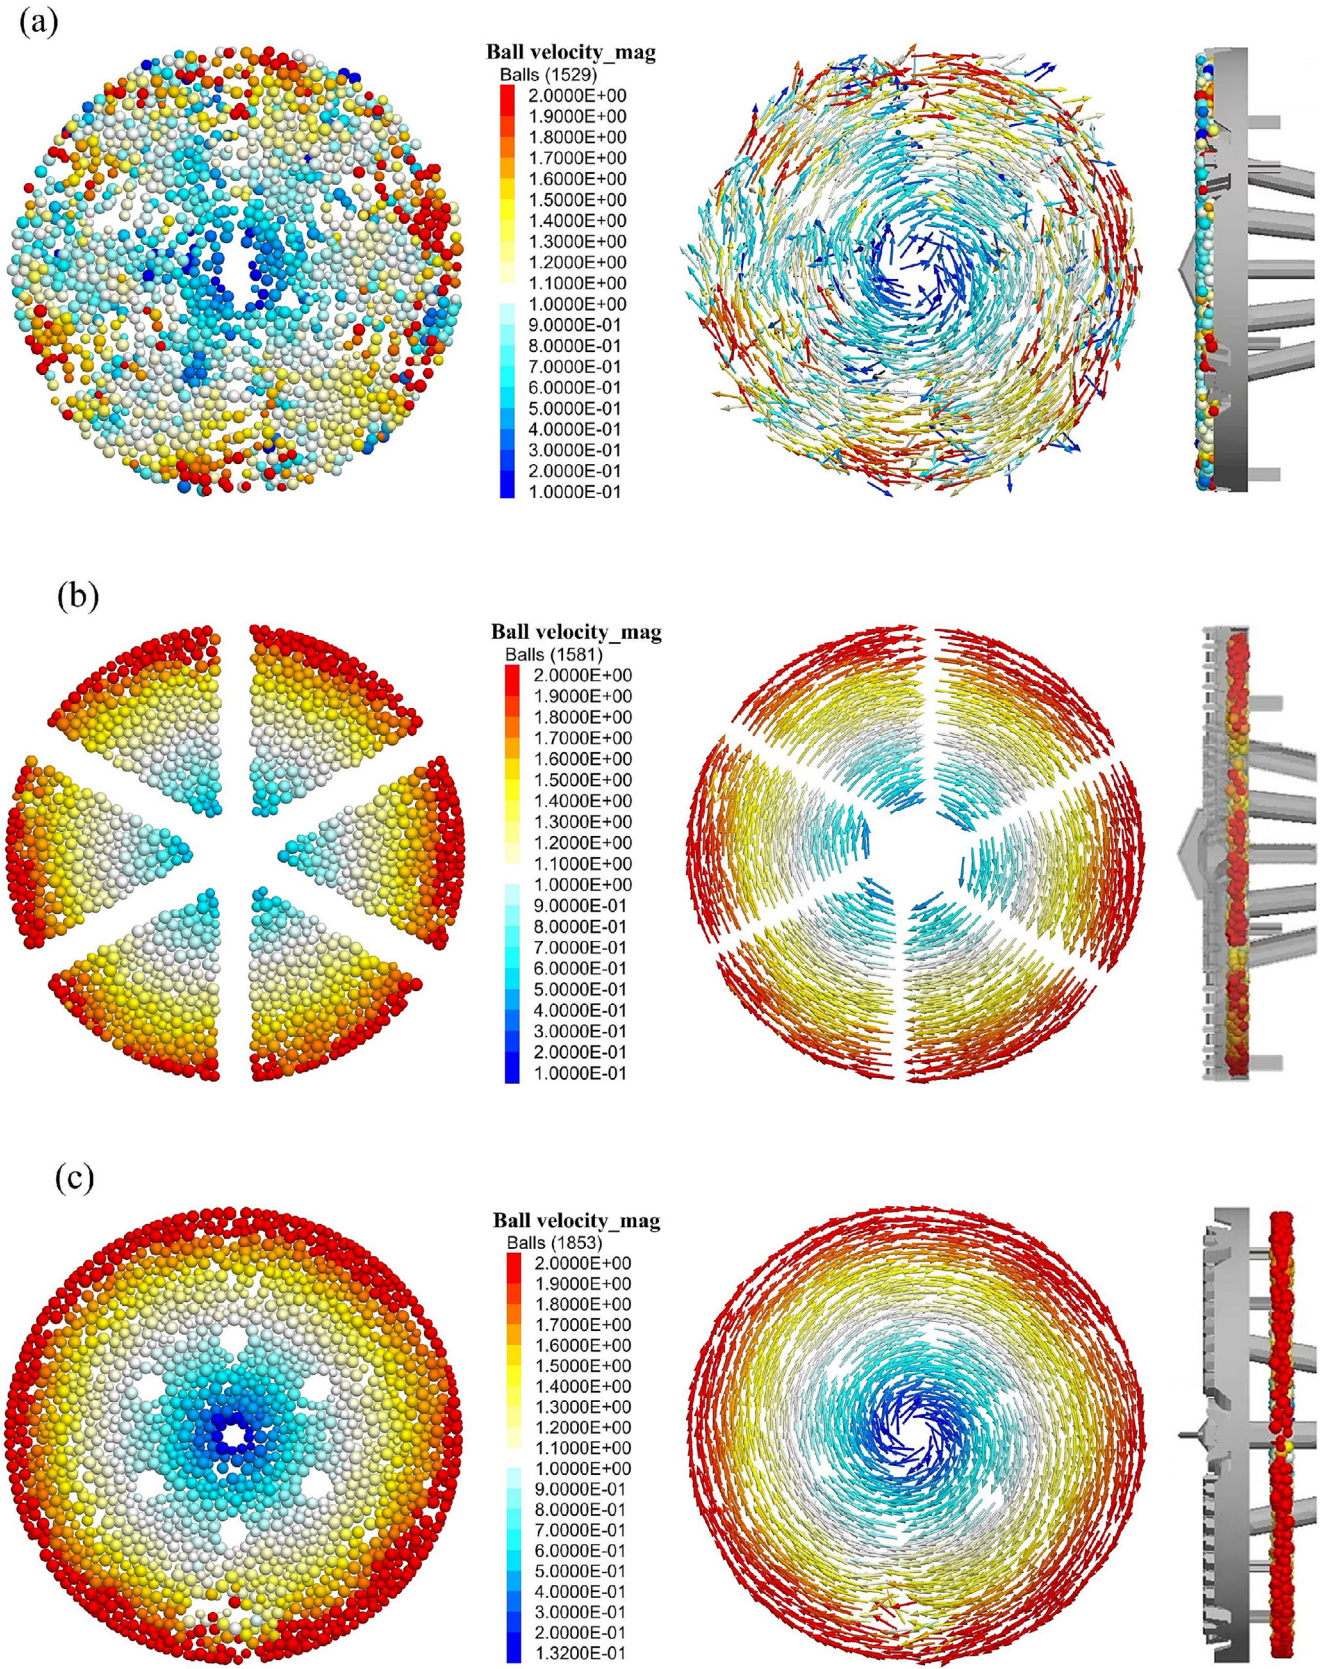 (a)
Ball velocity_mag
Balls (1529)
2.0000E+00
1.9000E+00
1.8000E+00
1.7000E+00
1.6000E+00
1.5000E+00
1.4000E+00
1.3000E+00
1.2000E+00
1.1000E+00
1.0000E+00
9.0000E-01
8.0000E-01
7.0000E-01
6.0000E-01
5.0000E-01
4.0000E-01
3.0000E-01
2.0000E-01
1.0000E-01
(b)
Ball velocity_mag
Balls (1581)
2.0000E+00
1.9000E+00
1.8000E+00
1.7000E+00
1.6000E+00
1.5000E+00
1.4000E+00
1.3000E+00
1.2000E+00
1.1000E+00
1.0000E+00
9.0000E-01
8.0000E-01
7.0000E-01
6.0000E-01
5.0000E-01
4.0000E-01
3.0000E-01
2.0000E-01
1.0000E-01
(c)
Ball velocity_mag
Balls (1853)
2.0000E+00
1.9000E+00
1.8000E+00
1.7000E+00
1.6000E+00
1.5000E+00
1.4000E+00
1.3000E+00
1.2000E+00
1.1000E+00
1.0000E+00
9.0000E-01
8.0000E-01
7.0000E-01
6.0000E-01
5.0000E-01
4.0000E-01
3.0000E-01
2.0000E-01
1.3200E-01